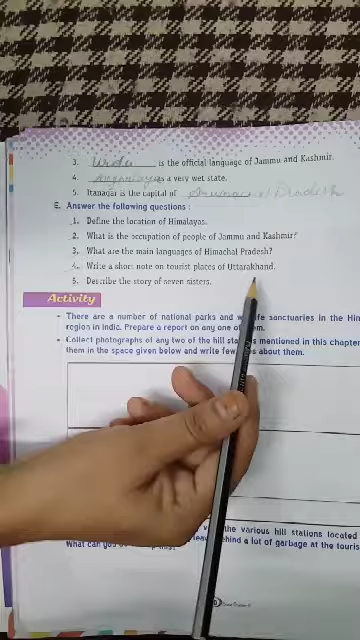 3. Urdu is the official language of Jammu and Kashmir.
4. Meghalaya is a very wet state.
5. Itanagar is the capital of Arunachal Pradesh
E. Answer the following questions :
1. Define the location of Himalayas.
2. What is the occupation of people of Jammu and Kashmir?
3. What are the main languages of Himachal Pradesh?
4. Write a short note on tourist places of Uttarakhand.
5. Describe the story of seven sisters.
Activity
• There are a number of national parks and life sanctuaries in the
region in India. Prepare a report on any one of them.
• Collect photographs of any two of the hill stations mentioned in this chapter
them in the space given below and write few about them.
the various hill stations located
What can you behind a lot of garbage at the